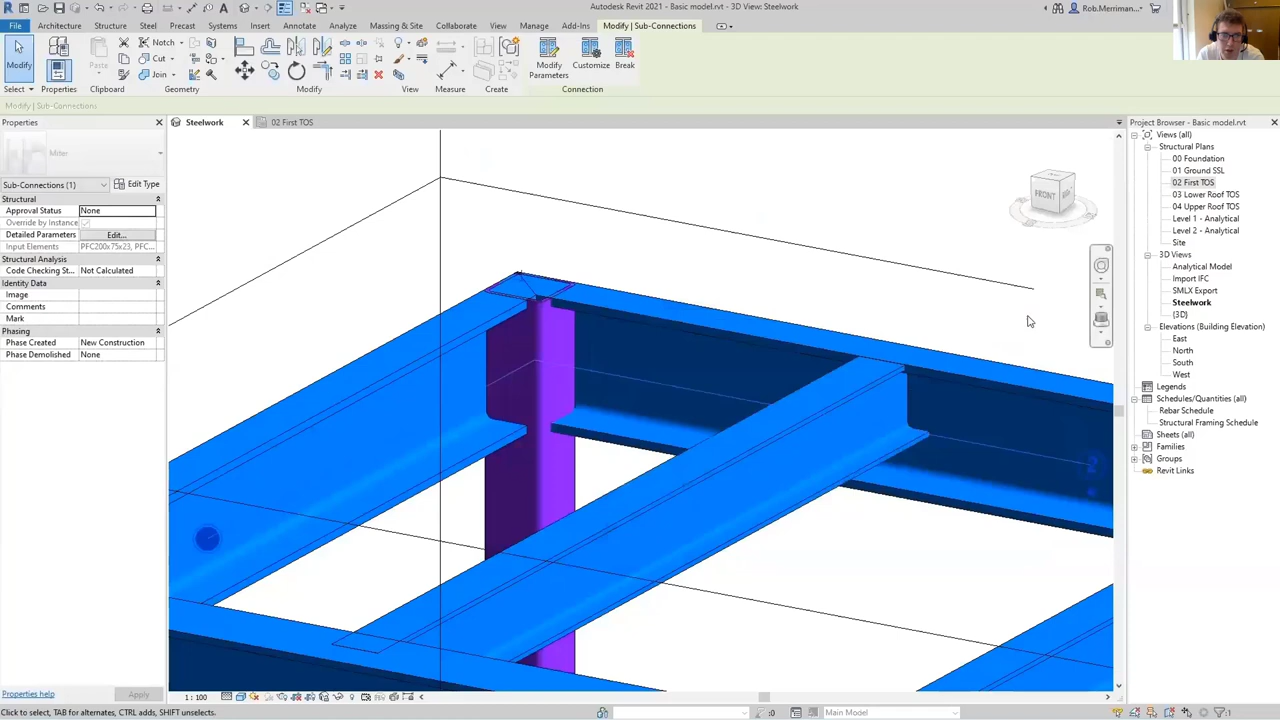 Autodesk Revit 2021 - Basic model.rvt - 3D View: Steelwork
Rob.Merriman...
File Architecture Structure Steel Precast Systems Insert Annotate Analyze Massing & Site Collaborate View Manage Add-Ins Modify | Sub-Connections
Modify
Properties
Paste
Notch
Cut
Join
Modify Parameters
Customize
Break
Select
Properties
Clipboard
Geometry
Modify
View
Measure
Create
Connection
Modify | Sub-Connections
Properties
Steelwork
02 First TOS
Project Browser - Basic model.rvt
Miter
Sub-Connections (1)
Edit Type
Structural
Approval Status None
Override by Instance
Detailed Parameters Edit...
Input Elements PFC200x75x23, PFC...
Structural Analysis
Code Checking St... Not Calculated
Identity Data
Image
Comments
Mark
Phasing
Phase Created New Construction
Phase Demolished None
Properties help
Apply
FRONT
2
Views (all)
Structural Plans
00 Foundation
01 Ground SSL
02 First TOS
03 Lower Roof TOS
04 Upper Roof TOS
Level 1 - Analytical
Level 2 - Analytical
Site
3D Views
Analytical Model
Import IFC
SMLX Export
Steelwork
{3D}
Elevations (Building Elevation)
East
North
South
West
Legends
Schedules/Quantities (all)
Rebar Schedule
Structural Framing Schedule
Sheets (all)
Families
Groups
Revit Links
1 : 100
Click to select, TAB for alternates, CTRL adds, SHIFT unselects.
:0
Main Model
:1